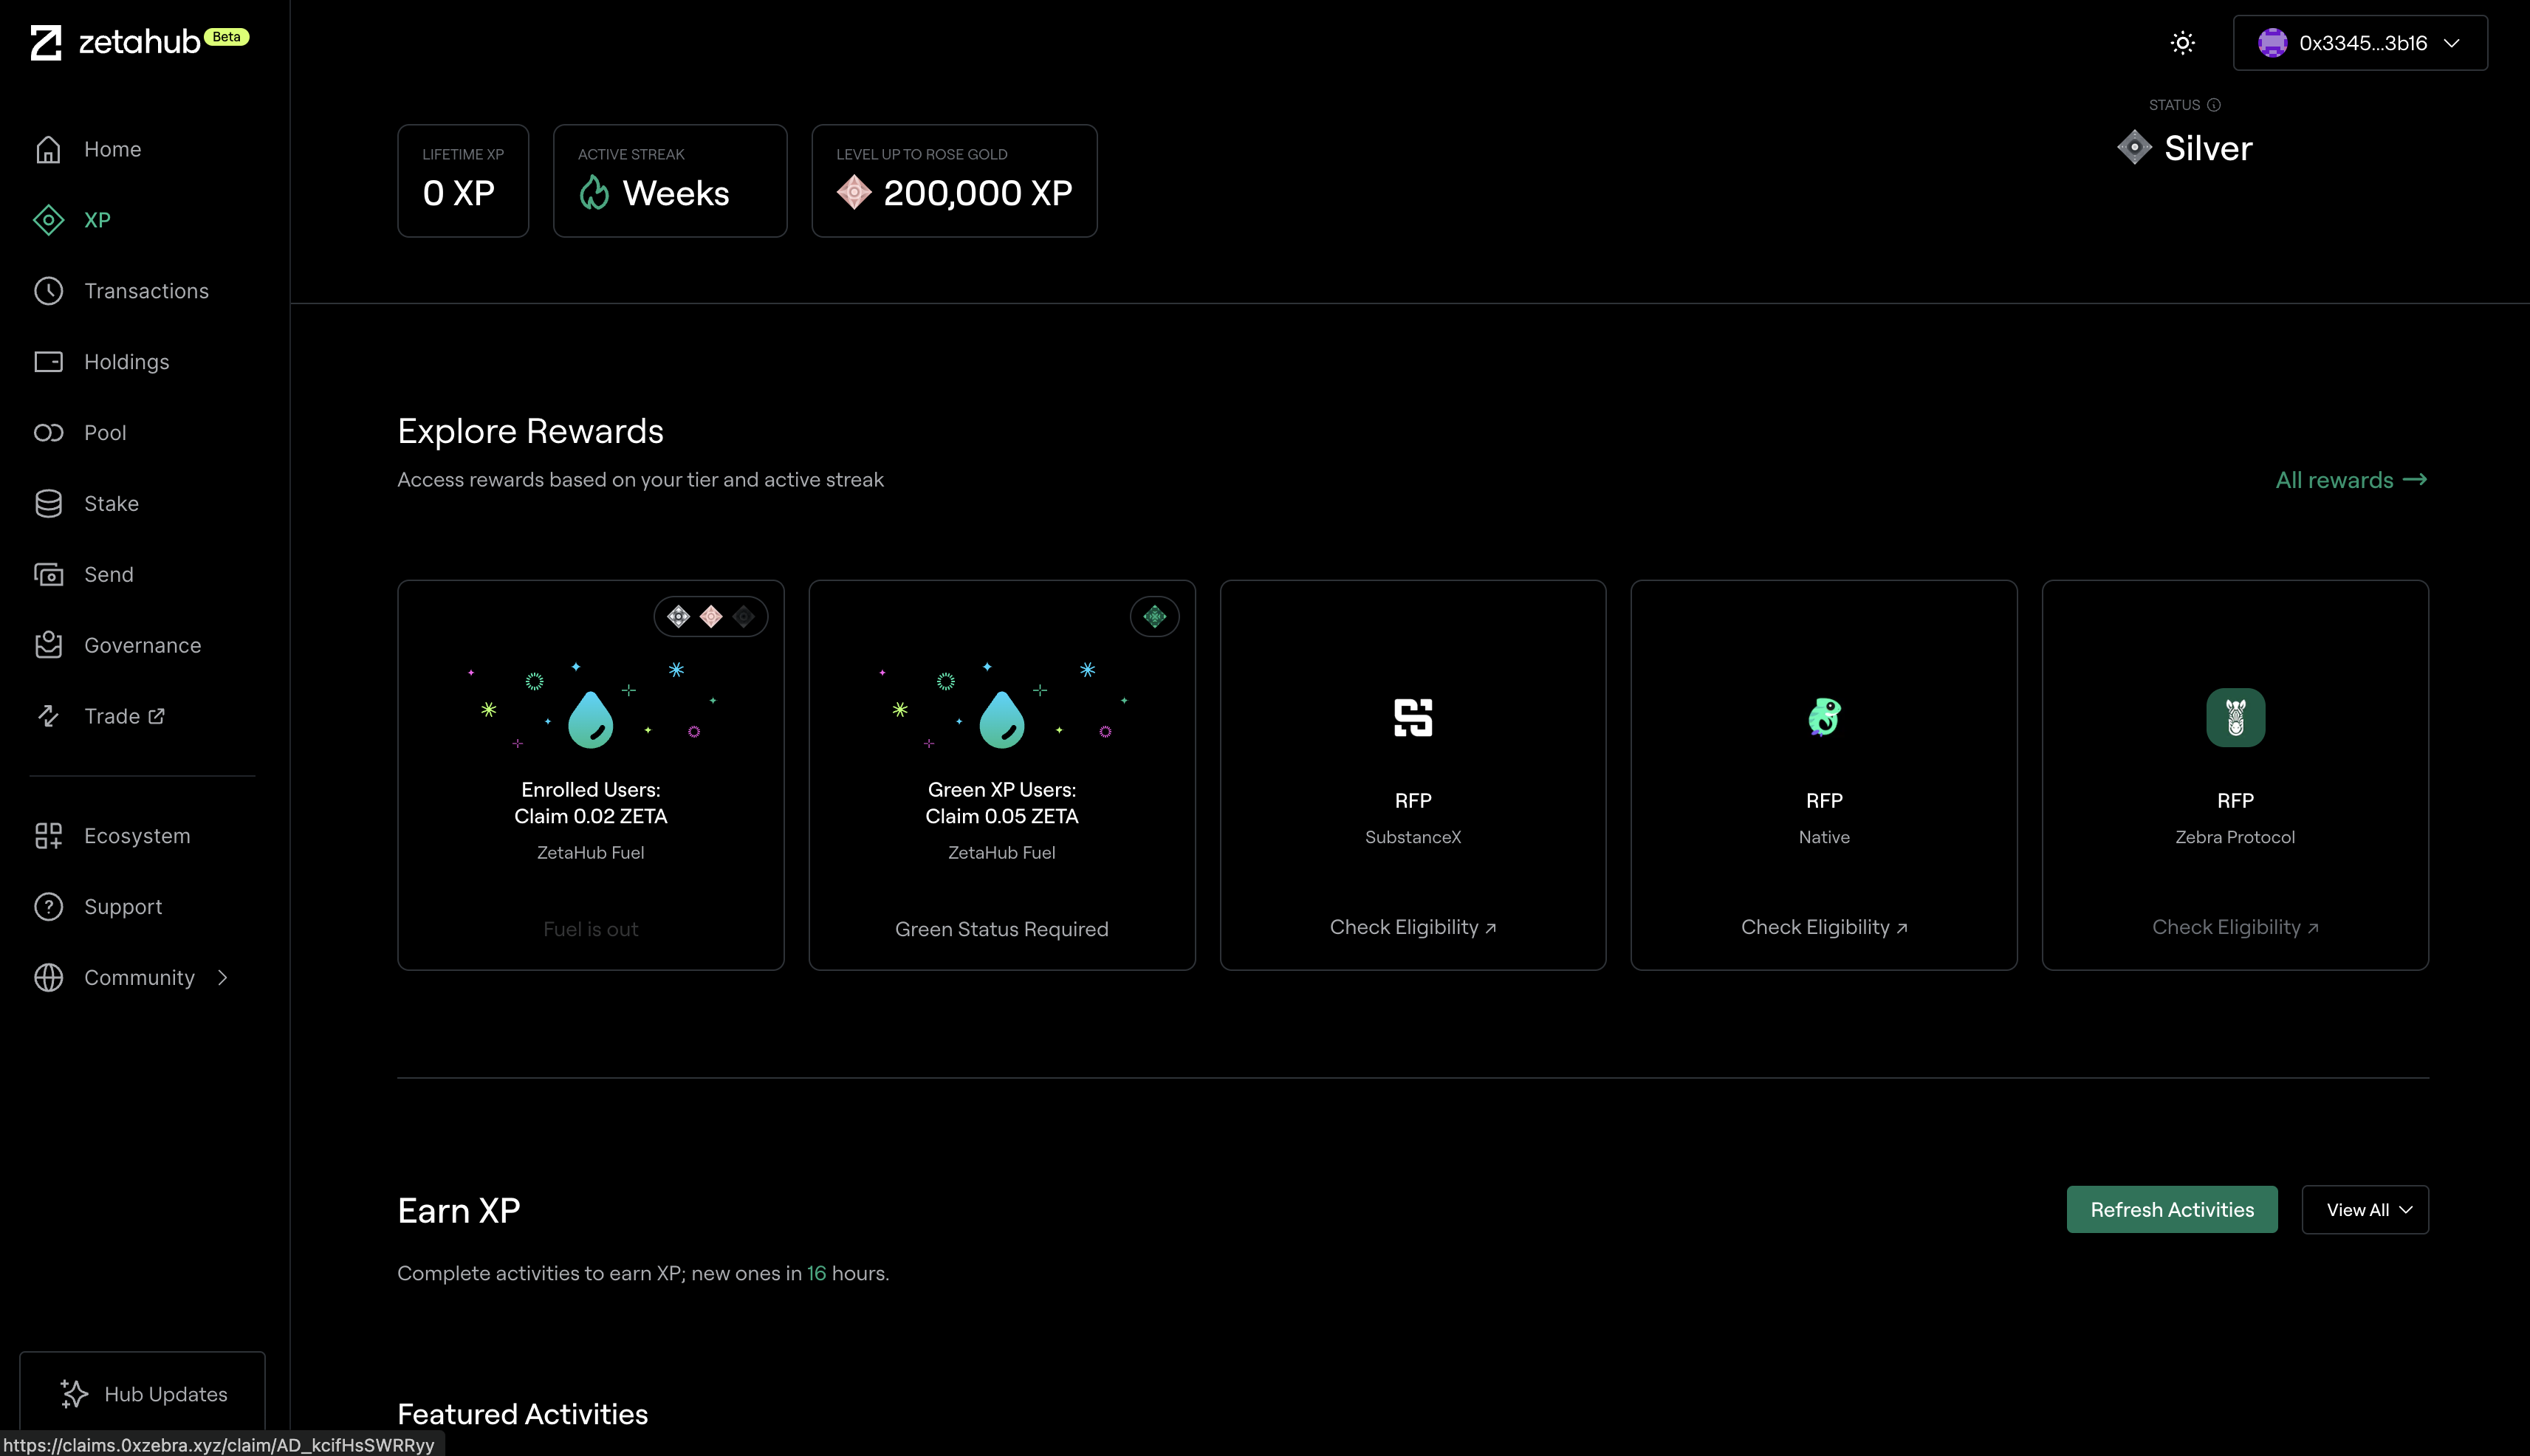 zetahub Beta
0x3345...3b16
Home
XP
Transactions
Holdings
Pool
Stake
Send
Governance
Trade
Ecosystem
Support
Community
Hub Updates
LIFETIME XP
0 XP
ACTIVE STREAK
Weeks
LEVEL UP TO ROSE GOLD
200,000 XP
STATUS
Silver
Explore Rewards
Access rewards based on your tier and active streak
All rewards
Enrolled Users:
Claim 0.02 ZETA
ZetaHub Fuel
Fuel is out
Green XP Users:
Claim 0.05 ZETA
ZetaHub Fuel
Green Status Required
RFP
SubstanceX
Check Eligibility
RFP
Native
Check Eligibility
RFP
Zebra Protocol
Check Eligibility
Earn XP
Refresh Activities
View All
Complete activities to earn XP; new ones in 16 hours.
Featured Activities
https://claims.0xzebra.xyz/claim/AD_kcifHsSWRRyy